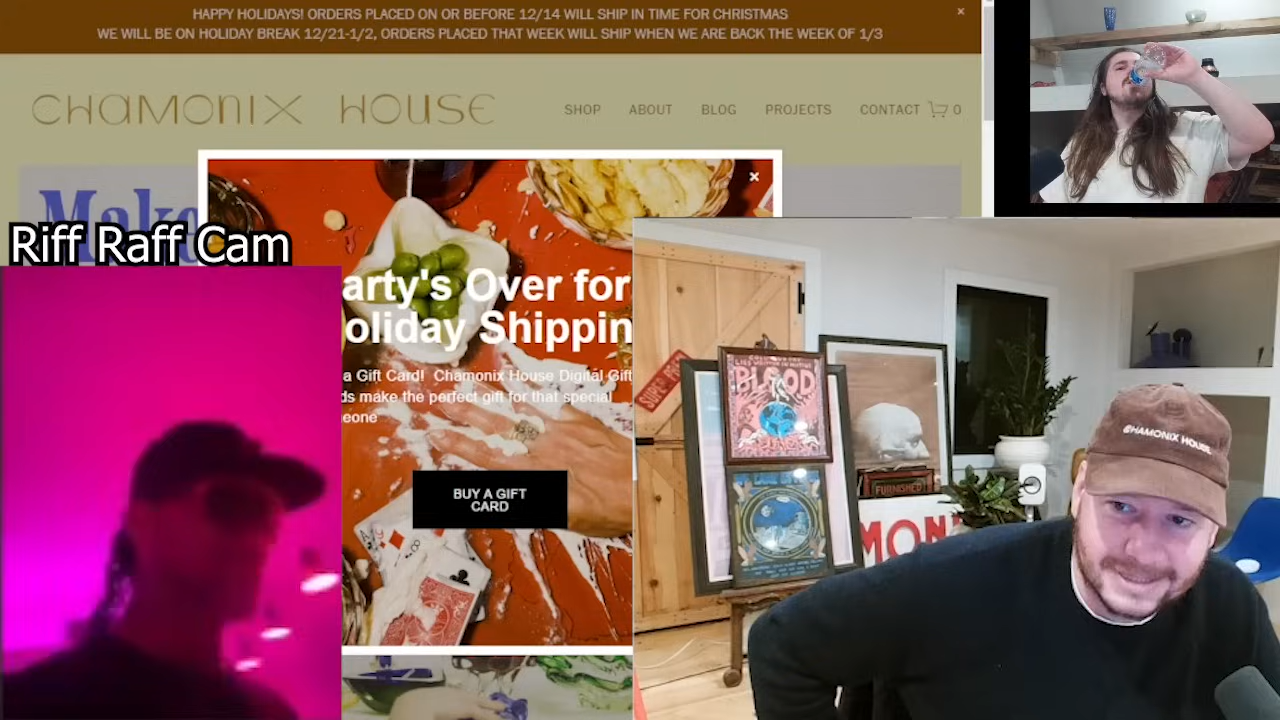 HAPPY HOLIDAYS! ORDERS PLACED ON OR BEFORE 12/14 WILL SHIP IN TIME FOR CHRISTMAS
WE WILL BE ON HOLIDAY BREAK 12/21-1/2, ORDERS PLACED THAT WEEK WILL SHIP WHEN WE ARE BACK THE WEEK OF 1/3
CHAMONIX HOUSE
SHOP ABOUT BLOG PROJECTS CONTACT 0
Make
Riff Raff Cam
arty's Over for
oliday Shippin
a Gift Card! Chamonix House Digital Gift
ds make the perfect gift for that special
eone
BUY A GIFT
CARD
SUPER
BLOOD
FURNISHED
MONI
CHAMONIX HOUSE.